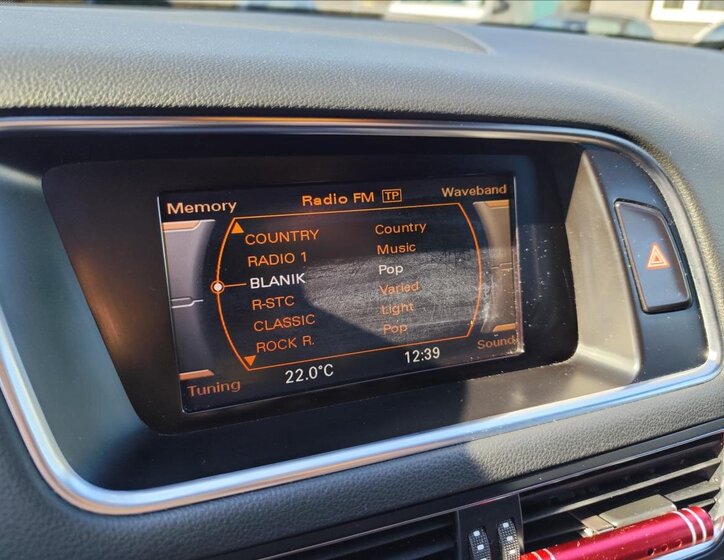 Memory Radio FM TP Waveband
COUNTRY Country
RADIO 1 Music
BLANIK Pop
R-STC Varied
CLASSIC Light
ROCK R. Pop
Tuning 22.0°C 12:39 Sound